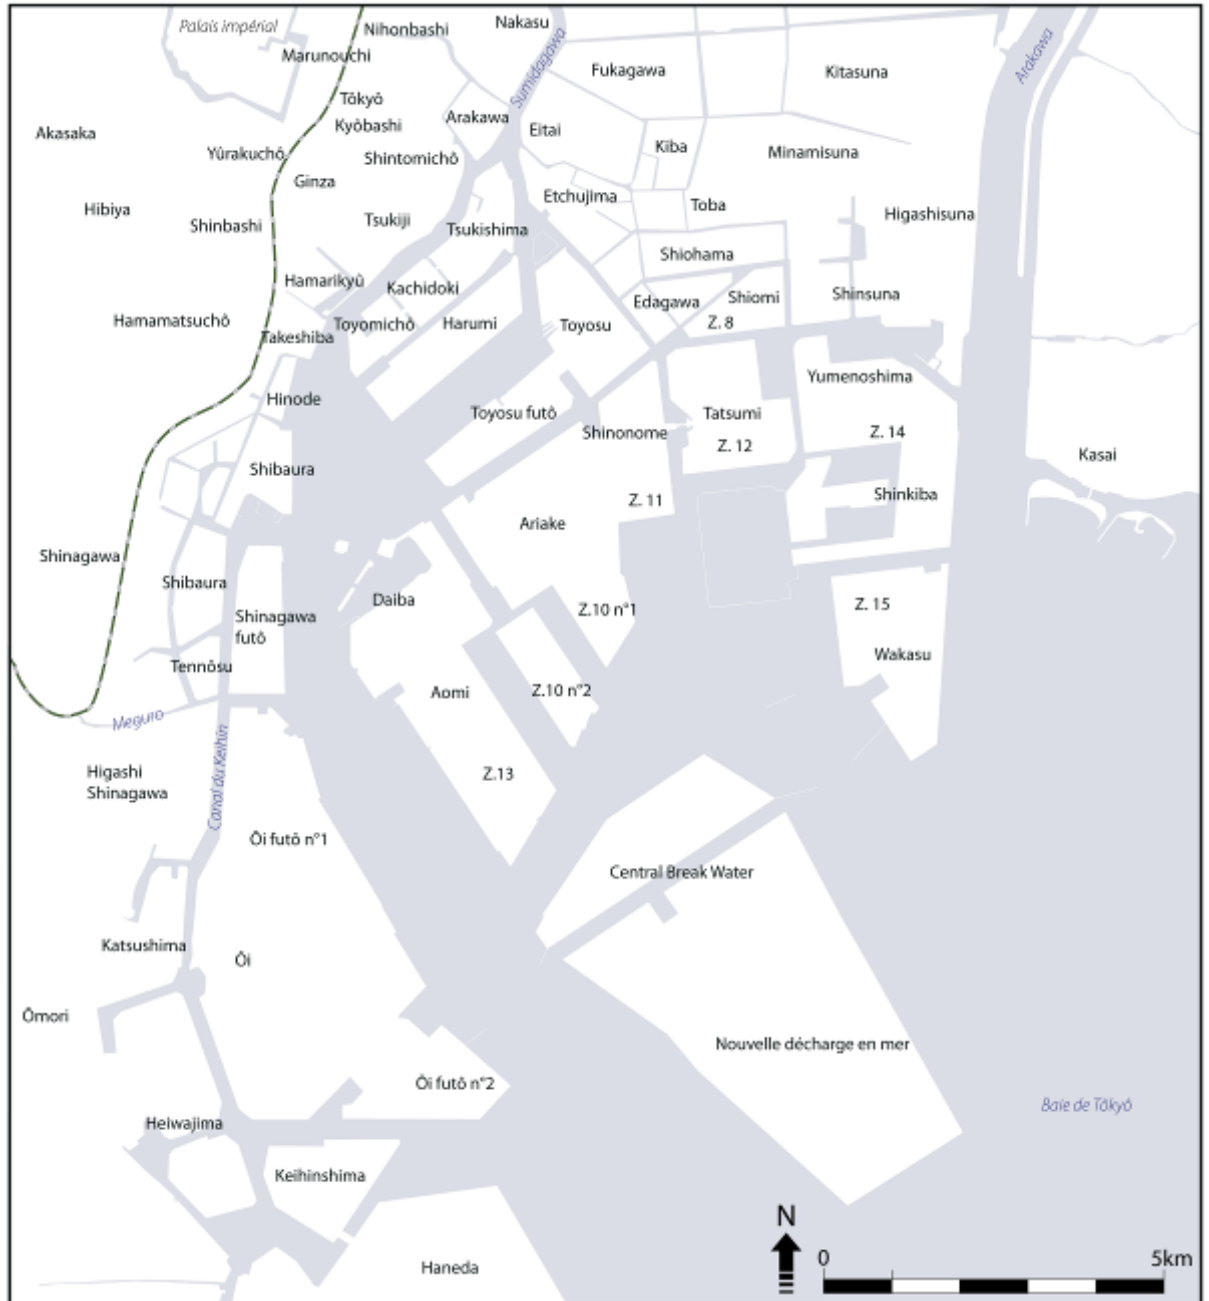 Palais impérial
Nihonbashi
Nakasu
Marunouchi
Sumidagawa
Fukagawa
Kitasuna
Arakawa
Tôkyô
Kyôbashi
Arakawa
Eitai
Akasaka
Yûrakuchô
Shintomichô
Kiba
Minamisuna
Ginza
Etchujima
Toba
Hibiya
Shinbashi
Tsukiji
Tsukishima
Higashisuna
Shiohama
Hamarikyû
Kachidoki
Edagawa
Shiomi
Shinsuna
Hamamatsuchô
Takeshiba
Toyomichô
Harumi
Toyosu
Z. 8
Yumenoshima
Hinode
Toyosu futô
Shinonome
Tatsumi
Z. 12
Z. 14
Kasai
Shibaura
Z. 11
Shinkiba
Ariake
Shinagawa
Shibaura
Daiba
Z.10 n°1
Z. 15
Shinagawa
futô
Tennôsu
Wakasu
Aomi
Z.10 n°2
Meguro
Canal du Keihin
Higashi
Shinagawa
Z.13
Ôi futô n°1
Central Break Water
Katsushima
Ôi
Ômori
Nouvelle décharge en mer
Ôi futô n°2
Baie de Tôkyô
Heiwajima
Keihinshima
Haneda
N
0
5km